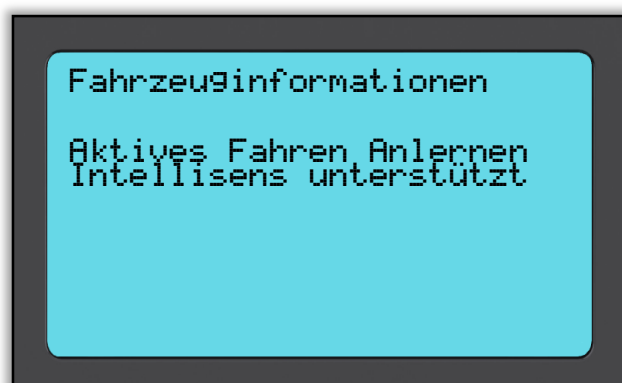 Fahrzeuginformationen
Aktives Fahren Anlernen
Intellisens unterstützt